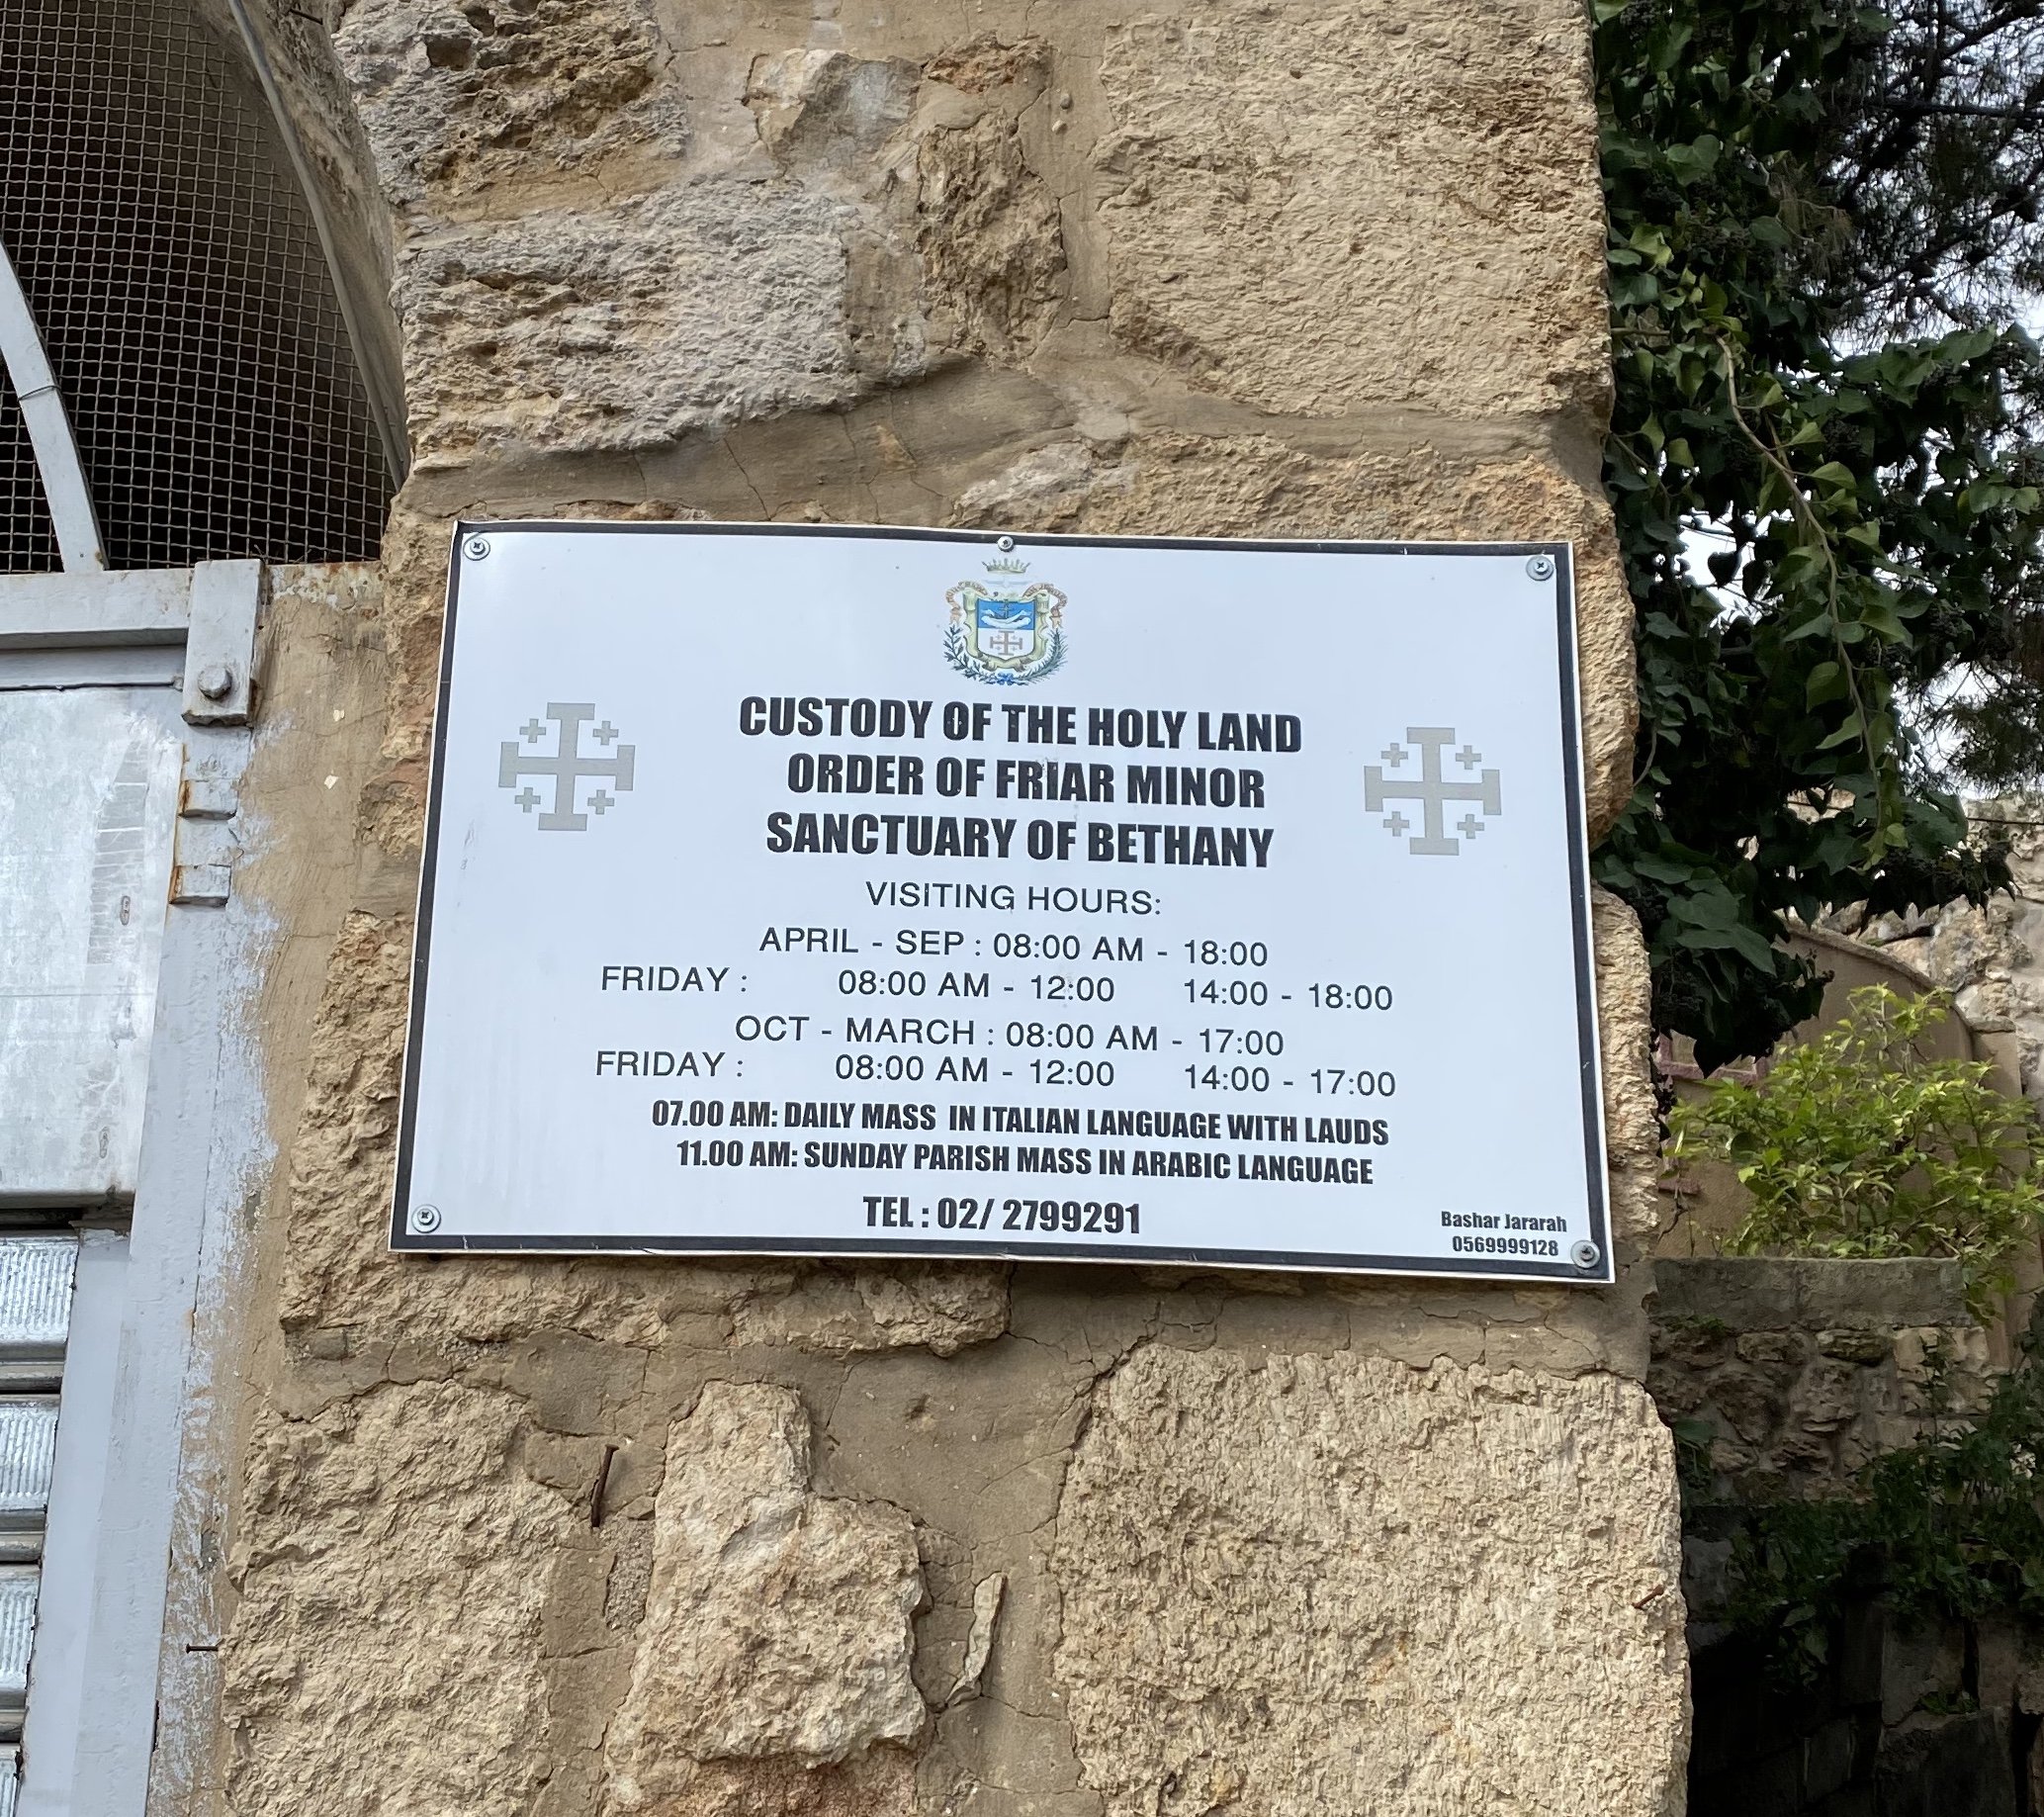 CUSTODY OF THE HOLY LAND
ORDER OF FRIAR MINOR
SANCTUARY OF BETHANY
VISITING HOURS:
APRIL - SEP : 08:00 AM - 18:00
FRIDAY : 08:00 AM - 12:00 14:00 - 18:00
OCT - MARCH : 08:00 AM - 17:00
FRIDAY : 08:00 AM - 12:00 14:00 - 17:00
07.00 AM: DAILY MASS IN ITALIAN LANGUAGE WITH LAUDS
11.00 AM: SUNDAY PARISH MASS IN ARABIC LANGUAGE
TEL : 02/ 2799291
Bashar Jararah
0569999128